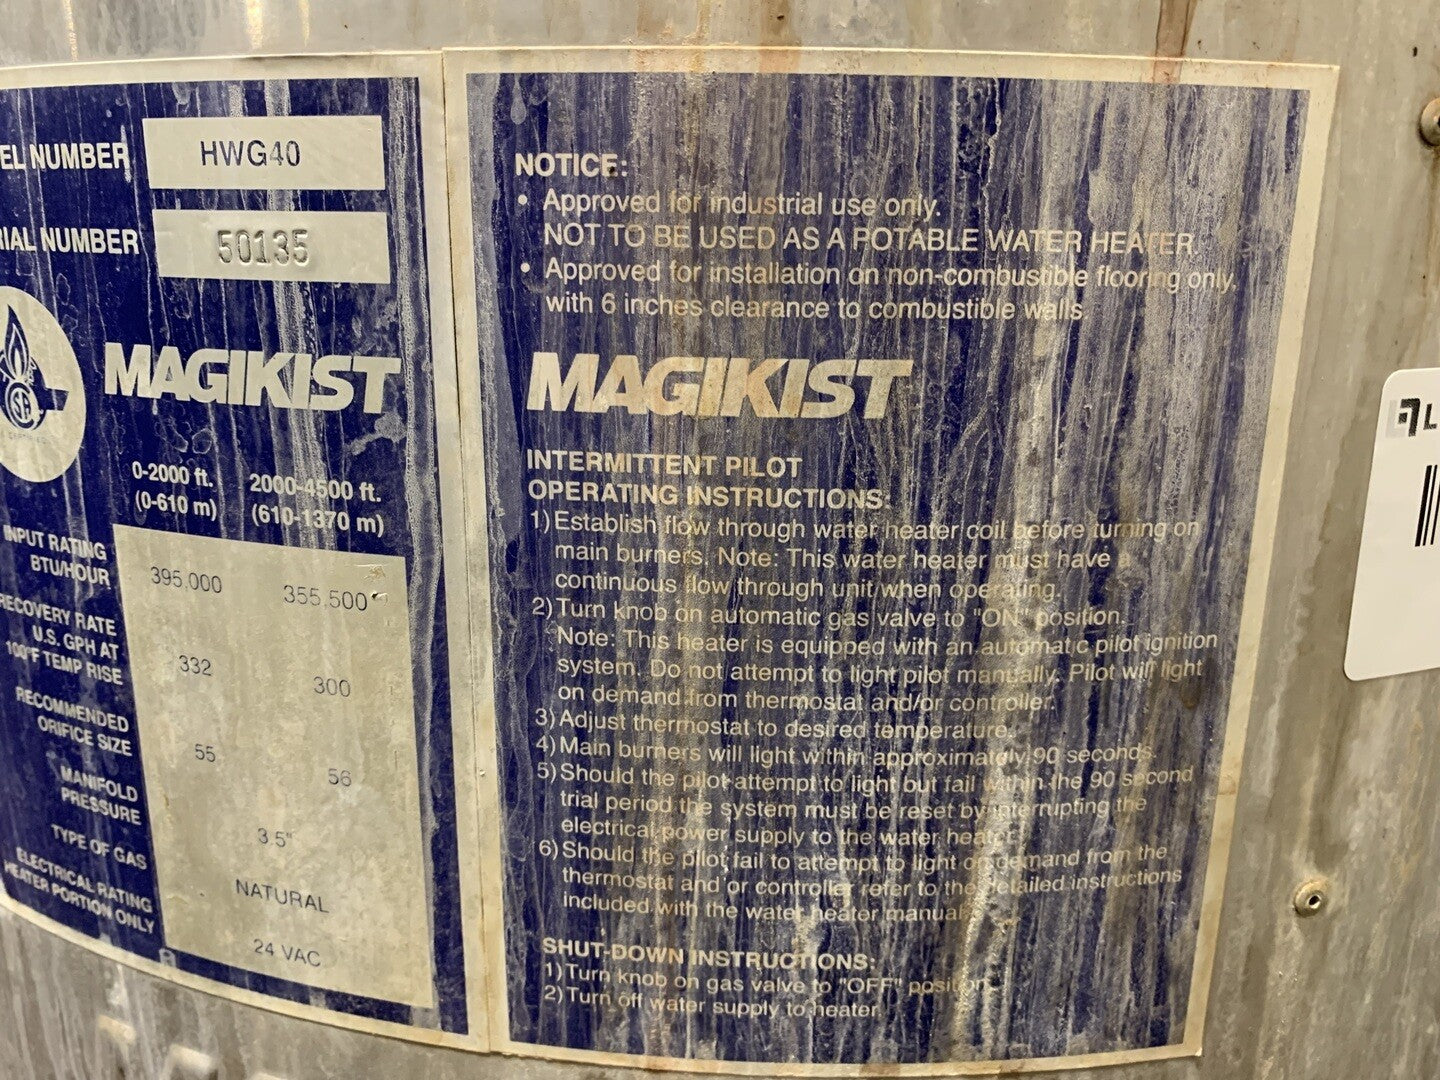 EL NUMBER HWG40
RIAL NUMBER 50135
MAGIKIST
0-2000 ft. 2000-4500 ft.
(0-610 m) (610-1370 m)
INPUT RATING
BTU/HOUR 395,000 355,500
RECOVERY RATE
U.S. GPH AT
100°F TEMP RISE 332 300
RECOMMENDED
ORIFICE SIZE 55 56
MANIFOLD
PRESSURE 3.5"
TYPE OF GAS NATURAL
ELECTRICAL RATING
HEATER PORTION ONLY 24 VAC
NOTICE:
• Approved for industrial use only.
NOT TO BE USED AS A POTABLE WATER HEATER.
• Approved for installation on non-combustible flooring only,
with 6 inches clearance to combustible walls.
MAGIKIST
INTERMITTENT PILOT
OPERATING INSTRUCTIONS:
1) Establish flow through water heater coil before turning on
main burners. Note: This water heater must have a
continuous flow through unit when operating.
2) Turn knob on automatic gas valve to "ON" position.
Note: This heater is equipped with an automatic pilot ignition
system. Do not attempt to light pilot manually. Pilot will light
on demand from thermostat and/or controller.
3) Adjust thermostat to desired temperature.
4) Main burners will light within approximately 90 seconds.
5) Should the pilot attempt to light but fail within the 90 second
trial period the system must be reset by interrupting the
electrical power supply to the water heater.
6) Should the pilot fail to attempt to light on demand from the
thermostat and/or controller refer to the detailed instructions
included with the water heater manual.
SHUT-DOWN INSTRUCTIONS:
1) Turn knob on gas valve to "OFF" position.
2) Turn off water supply to heater.
L